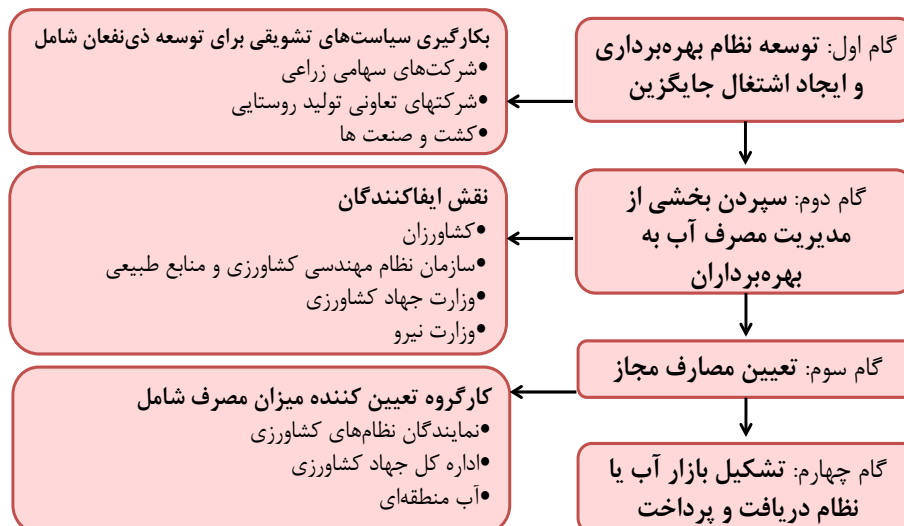 گام اول: توسعه نظام بهره‌برداری
و ایجاد اشتغال جایگزین
بکارگیری سیاست‌های تشویقی برای توسعه ذی‌نفعان شامل
•شرکت‌های سهامی زراعی
•شرکتهای تعاونی تولید روستایی
•کشت و صنعت ها
گام دوم: سپردن بخشی از
مدیریت مصرف آب به
بهره‌برداران
نقش ایفاکنندگان
•کشاورزان
•سازمان نظام مهندسی کشاورزی و منابع طبیعی
•وزارت جهاد کشاورزی
•وزارت نیرو
گام سوم: تعیین مصارف مجاز
کارگروه تعیین کننده میزان مصرف شامل
•نمایندگان نظام‌های کشاورزی
•اداره کل جهاد کشاورزی
•آب منطقه‌ای
گام چهارم: تشکیل بازار آب یا
نظام دریافت و پرداخت